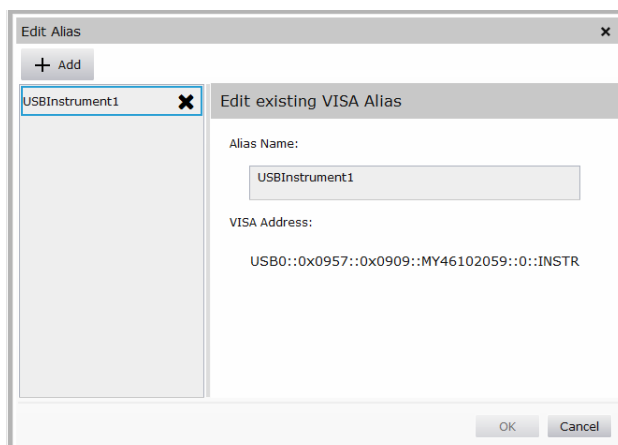 Edit Alias
+ Add
USBInstrument1
Edit existing VISA Alias
Alias Name:
USBInstrument1
VISA Address:
USB0::0x0957::0x0909::MY46102059::0::INSTR
OK Cancel